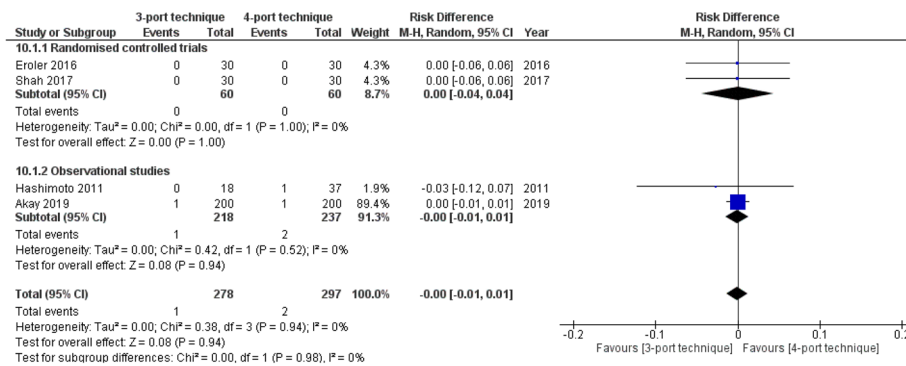 3-port technique 4-port technique Risk Difference Risk Difference
Study or Subgroup Events Total Events Total Weight M-H, Random, 95% CI Year M-H, Random, 95% CI
10.1.1 Randomised controlled trials
Eroler 2016 0 30 0 30 4.3% 0.00 [-0.06, 0.06] 2016
Shah 2017 0 30 0 30 4.3% 0.00 [-0.06, 0.06] 2017
Subtotal (95% CI) 60 60 8.7% 0.00 [-0.04, 0.04]
Total events 0 0
Heterogeneity: Tau² = 0.00; Chi² = 0.00, df = 1 (P = 1.00); I² = 0%
Test for overall effect: Z = 0.00 (P = 1.00)
10.1.2 Observational studies
Hashimoto 2011 0 18 1 37 1.9% -0.03 [-0.12, 0.07] 2011
Akay 2019 1 200 1 200 89.4% 0.00 [-0.01, 0.01] 2019
Subtotal (95% CI) 218 237 91.3% -0.00 [-0.01, 0.01]
Total events 1 2
Heterogeneity: Tau² = 0.00; Chi² = 0.42, df = 1 (P = 0.52); I² = 0%
Test for overall effect: Z = 0.08 (P = 0.94)
Total (95% CI) 278 297 100.0% -0.00 [-0.01, 0.01]
Total events 1 2
Heterogeneity: Tau² = 0.00; Chi² = 0.38, df = 3 (P = 0.94); I² = 0%
Test for overall effect: Z = 0.08 (P = 0.94)
Test for subgroup differences: Chi² = 0.00, df = 1 (P = 0.98), I² = 0%
-0.2 -0.1 0 0.1 0.2
Favours [3-port technique] Favours [4-port technique]